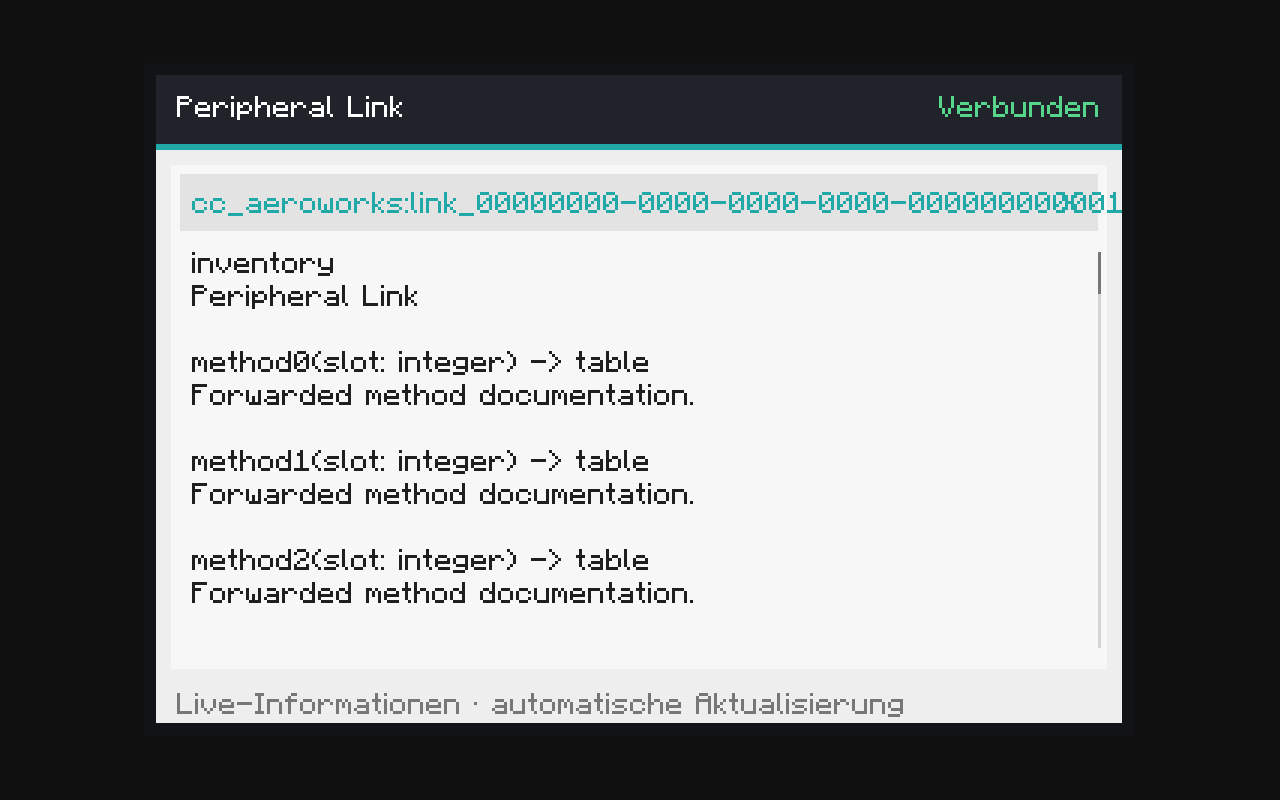 Peripheral Link
Verbunden
cc_aeroworks:link_00000000-0000-0000-0000-000000000001
inventory
Peripheral Link
method0(slot: integer) -> table
Forwarded method documentation.
method1(slot: integer) -> table
Forwarded method documentation.
method2(slot: integer) -> table
Forwarded method documentation.
Live-Informationen · automatische Aktualisierung